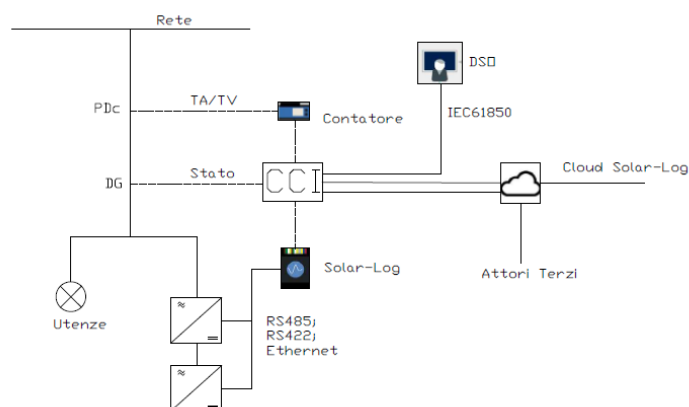 Rete
DSO
PDc
TA/TV
Contatore
IEC61850
DG
Stato
CCI
Cloud Solar-Log
Solar-Log
Attori Terzi
Utenze
RS485;
RS422;
Ethernet